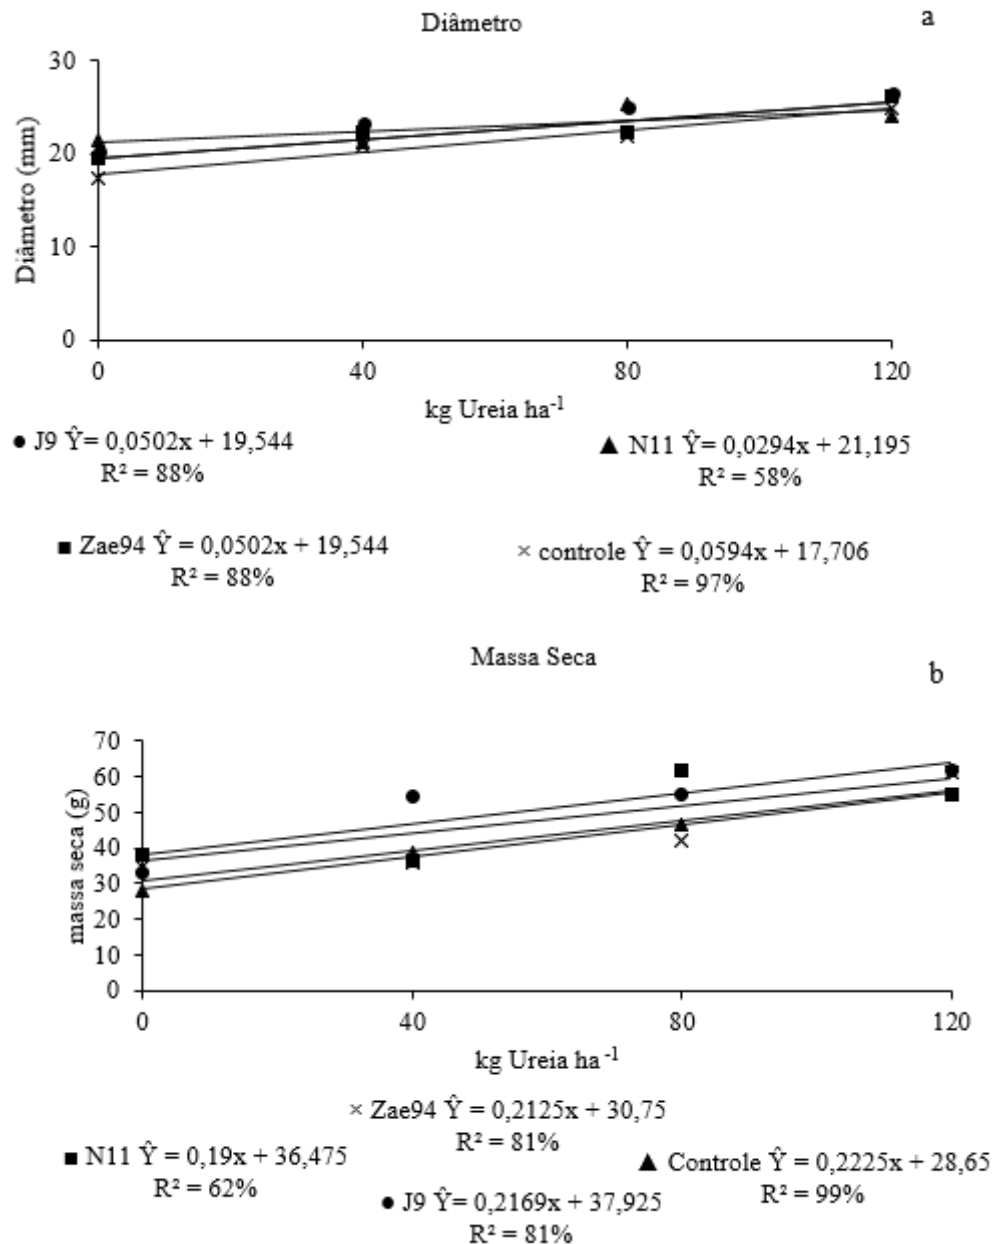 Diâmetro
a
Diâmetro (mm)
30
20
10
0
0 40 80 120
kg Ureia ha⁻¹
● J9 Ŷ= 0,0502x + 19,544
R² = 88%
▲ N11 Ŷ= 0,0294x + 21,195
R² = 58%
■ Zae94 Ŷ = 0,0502x + 19,544
R² = 88%
× controle Ŷ = 0,0594x + 17,706
R² = 97%
Massa Seca
b
massa seca (g)
70
60
50
40
30
20
10
0
0 40 80 120
kg Ureia ha⁻¹
× Zae94 Ŷ = 0,2125x + 30,75
R² = 81%
■ N11 Ŷ = 0,19x + 36,475
R² = 62%
▲ Controle Ŷ = 0,2225x + 28,65
R² = 99%
● J9 Ŷ= 0,2169x + 37,925
R² = 81%